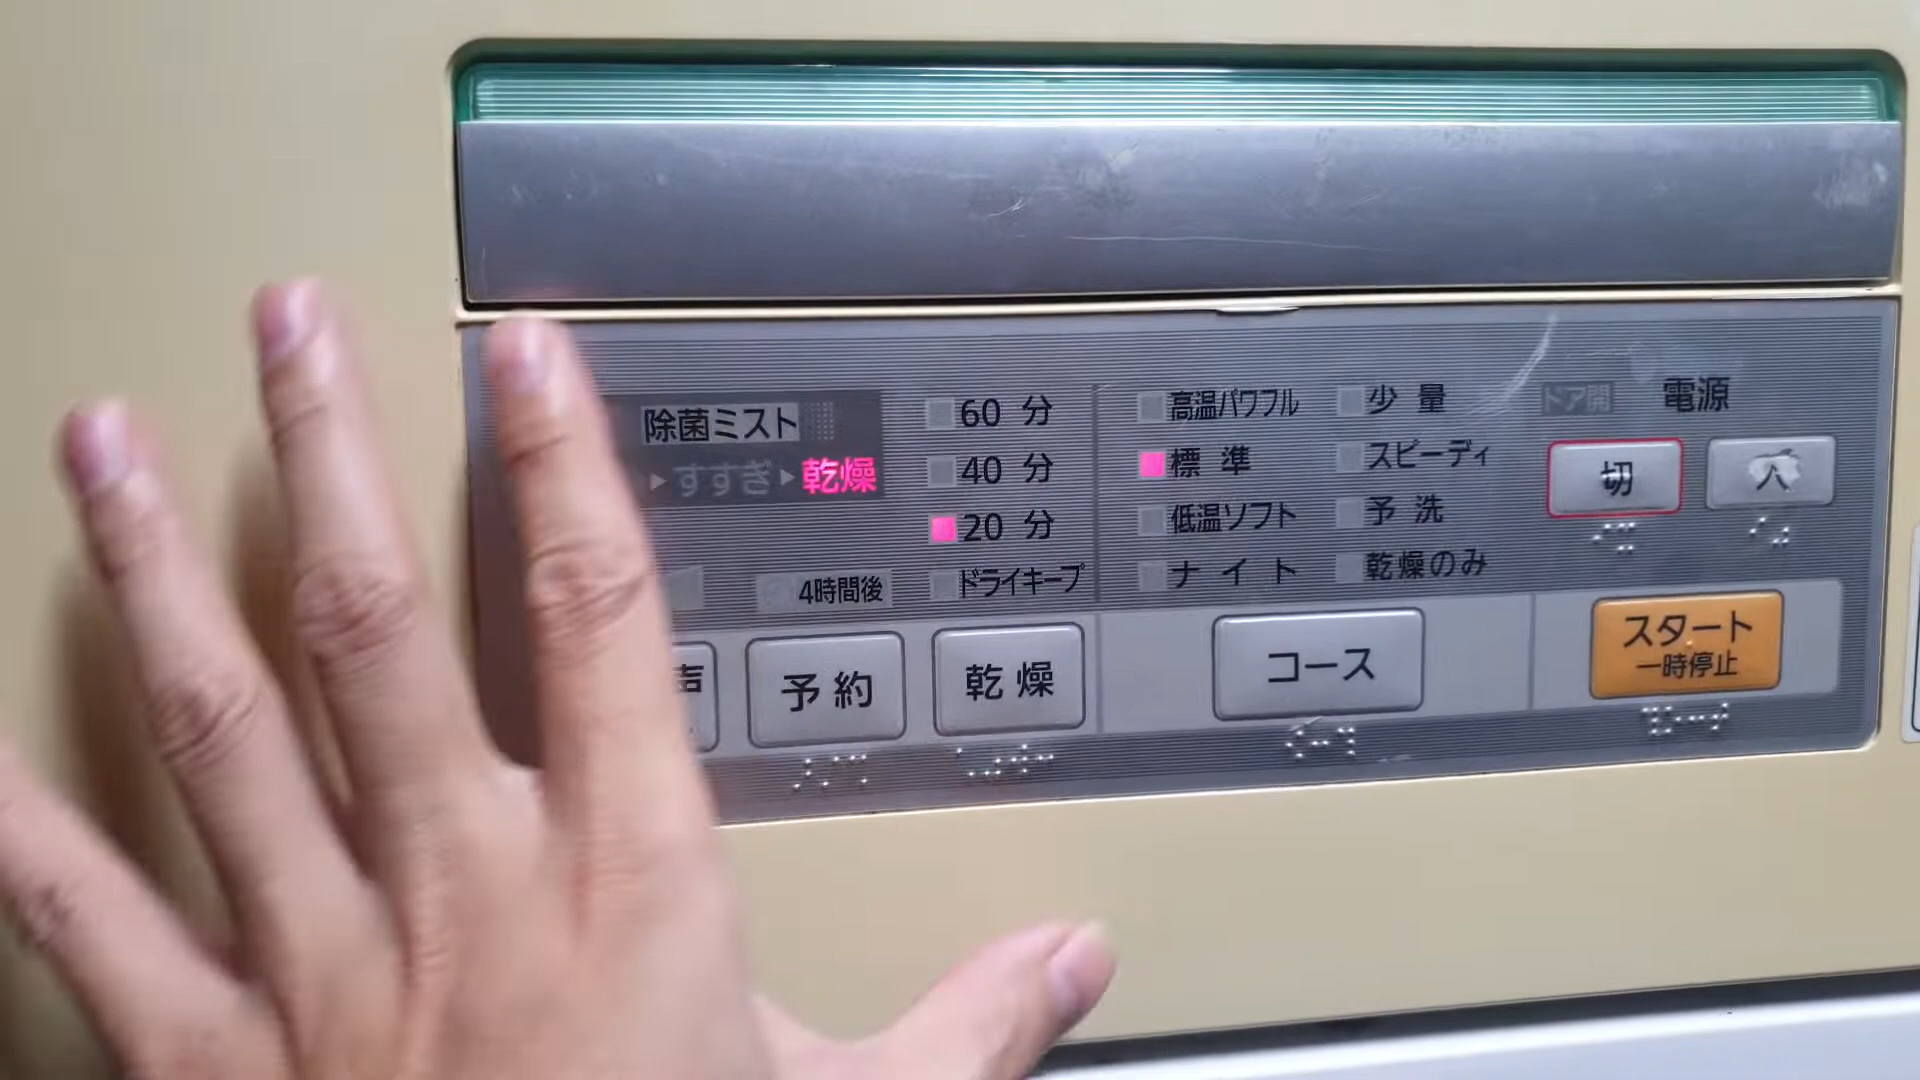 除菌ミスト
▸すすぎ▸乾燥
4時間後
60 分
40 分
20 分
ドライキープ
高温パワフル
標 準
低温ソフト
ナ イ ト
少 量
スピーディ
予 洗
乾燥のみ
ドア開
電源
切
入
声
予 約
乾 燥
コース
スタート
一時停止